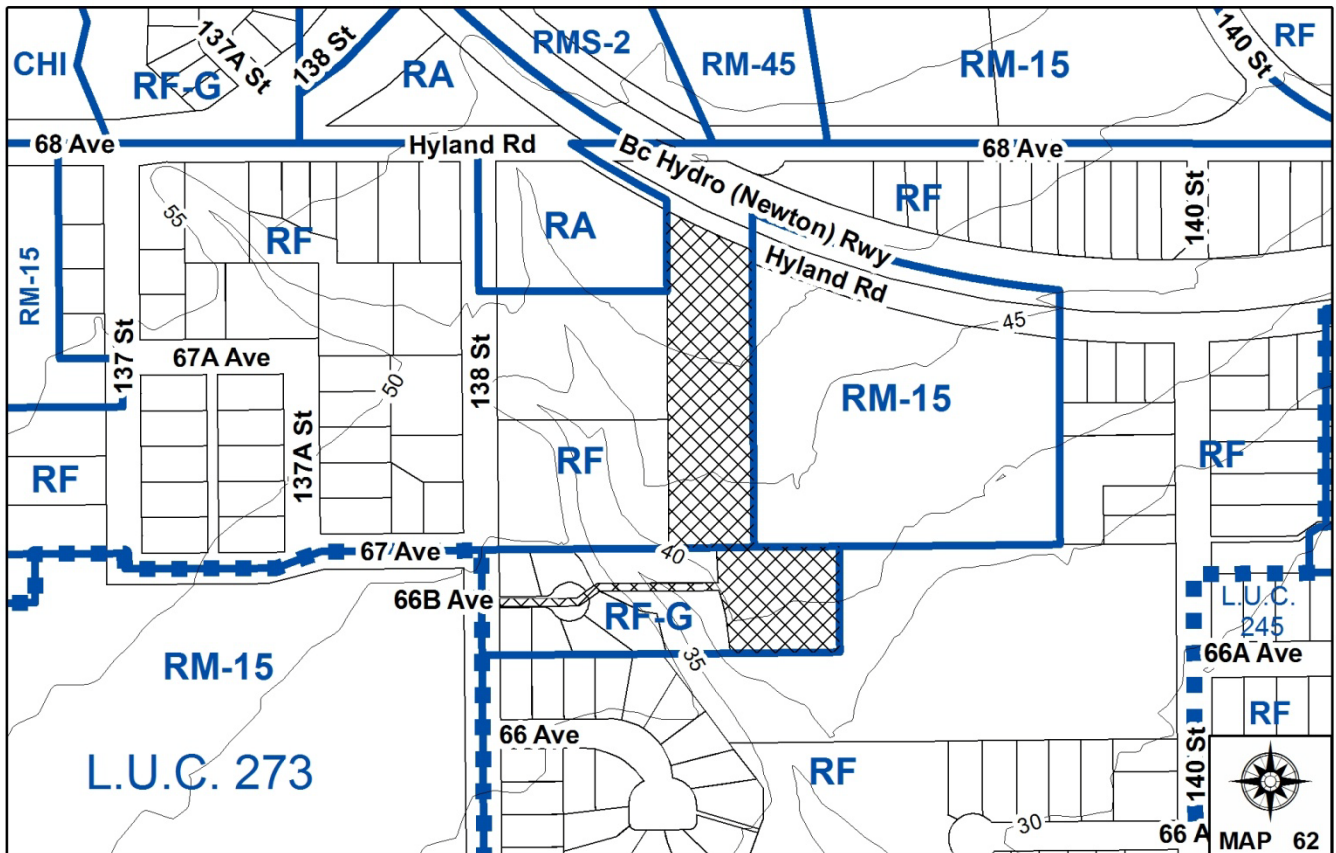 137A St
138 St
RMS-2
140 St
RF
CHI
RF-G
RA
RM-45
RM-15
68 Ave
Hyland Rd
Bc Hydro (Newton) Rwy
68 Ave
55
RF
RA
RF
140 St
RM-15
Hyland Rd
45
137 St
67A Ave
50
138 St
RM-15
RF
137A St
RF
RF
67 Ave
40
66B Ave
RF-G
L.U.C.
245
RM-15
35
66A Ave
RF
66 Ave
L.U.C. 273
RF
140 St
30
66 A
MAP 62